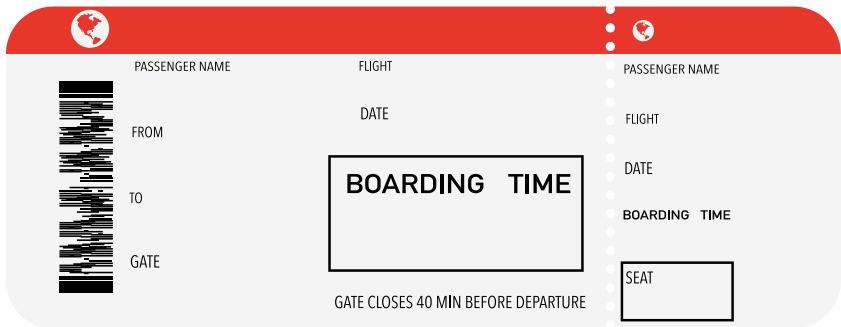 PASSENGER NAME
FROM
TO
GATE
FLIGHT
DATE
BOARDING TIME
GATE CLOSES 40 MIN BEFORE DEPARTURE
PASSENGER NAME
FLIGHT
DATE
BOARDING TIME
SEAT